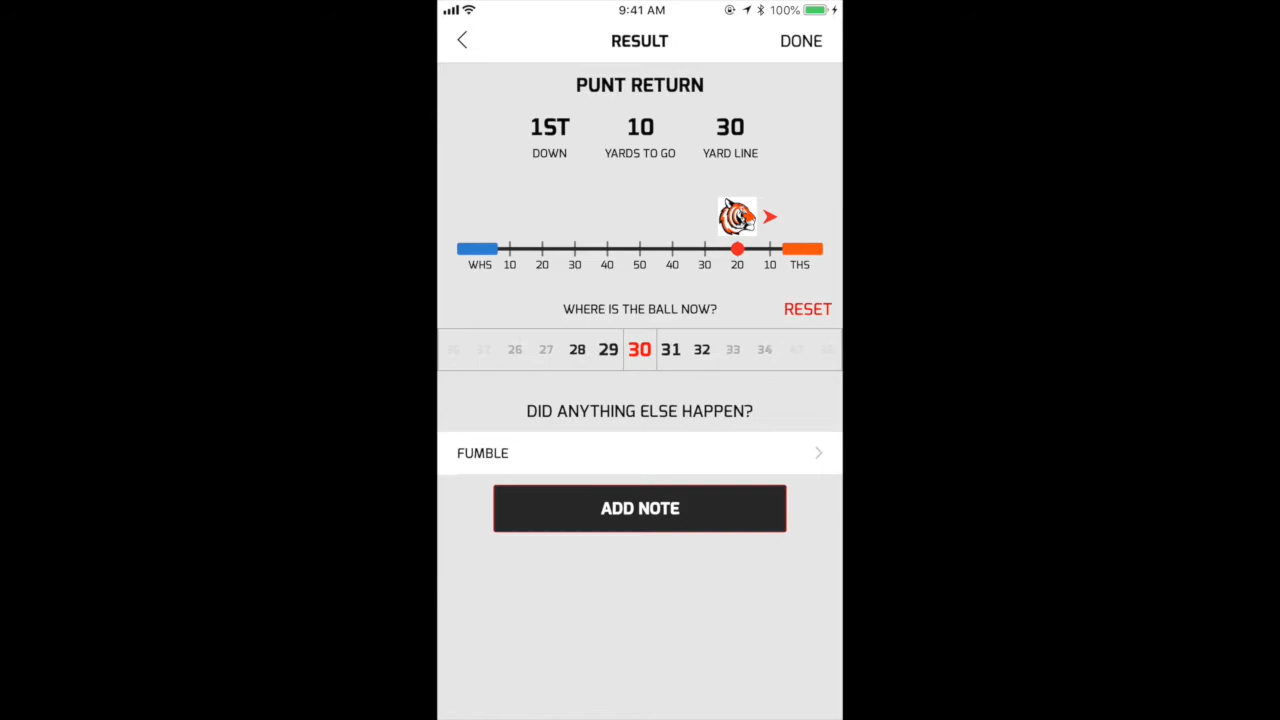 9:41 AM 100%
RESULT DONE
PUNT RETURN
1ST 10 30
DOWN YARDS TO GO YARD LINE
WHS 10 20 30 40 50 40 30 20 10 THS
WHERE IS THE BALL NOW? RESET
26 27 28 29 30 31 32 33 34
DID ANYTHING ELSE HAPPEN?
FUMBLE
ADD NOTE